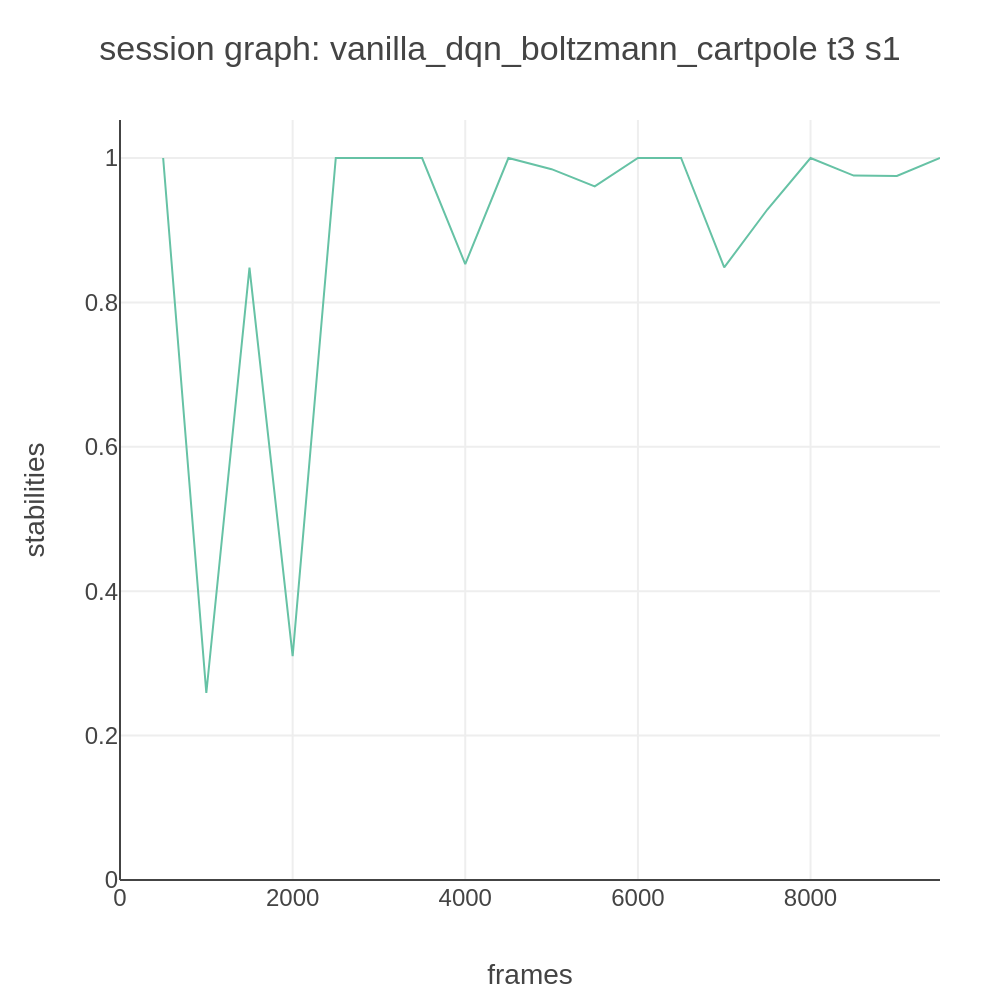 session graph: vanilla_dqn_boltzmann_cartpole t3 s1
1
0.8
0.6
0.4
0.2
0
stabilities
0 2000 4000 6000 8000
frames